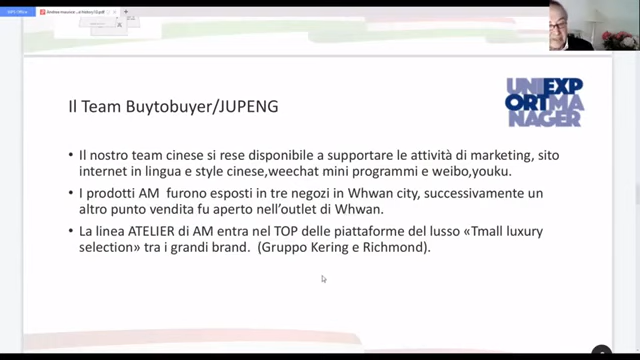 Il Team Buytobuyer/JUPENG
UNIEXP
ORTMA
NAGER
• Il nostro team cinese si rese disponibile a supportare le attività di marketing, sito
internet in lingua e style cinese,weechat mini programmi e weibo,youku.
• I prodotti AM furono esposti in tre negozi in Whwan city, successivamente un
altro punto vendita fu aperto nell'outlet di Whwan.
• La linea ATELIER di AM entra nel TOP delle piattaforme del lusso «Tmall luxury
selection» tra i grandi brand. (Gruppo Kering e Richmond).